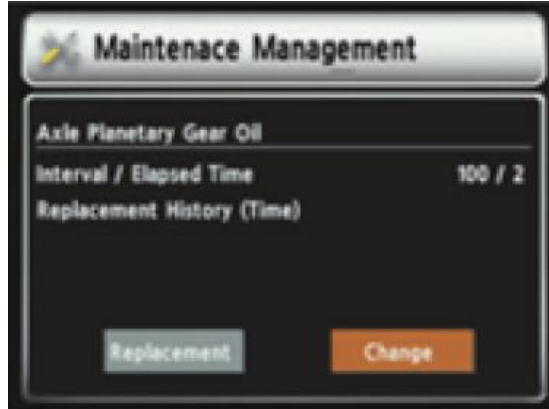 Maintenace Management
Axle Planetary Gear Oil
Interval / Elapsed Time 100 / 2
Replacement History (Time)
Replacement Change